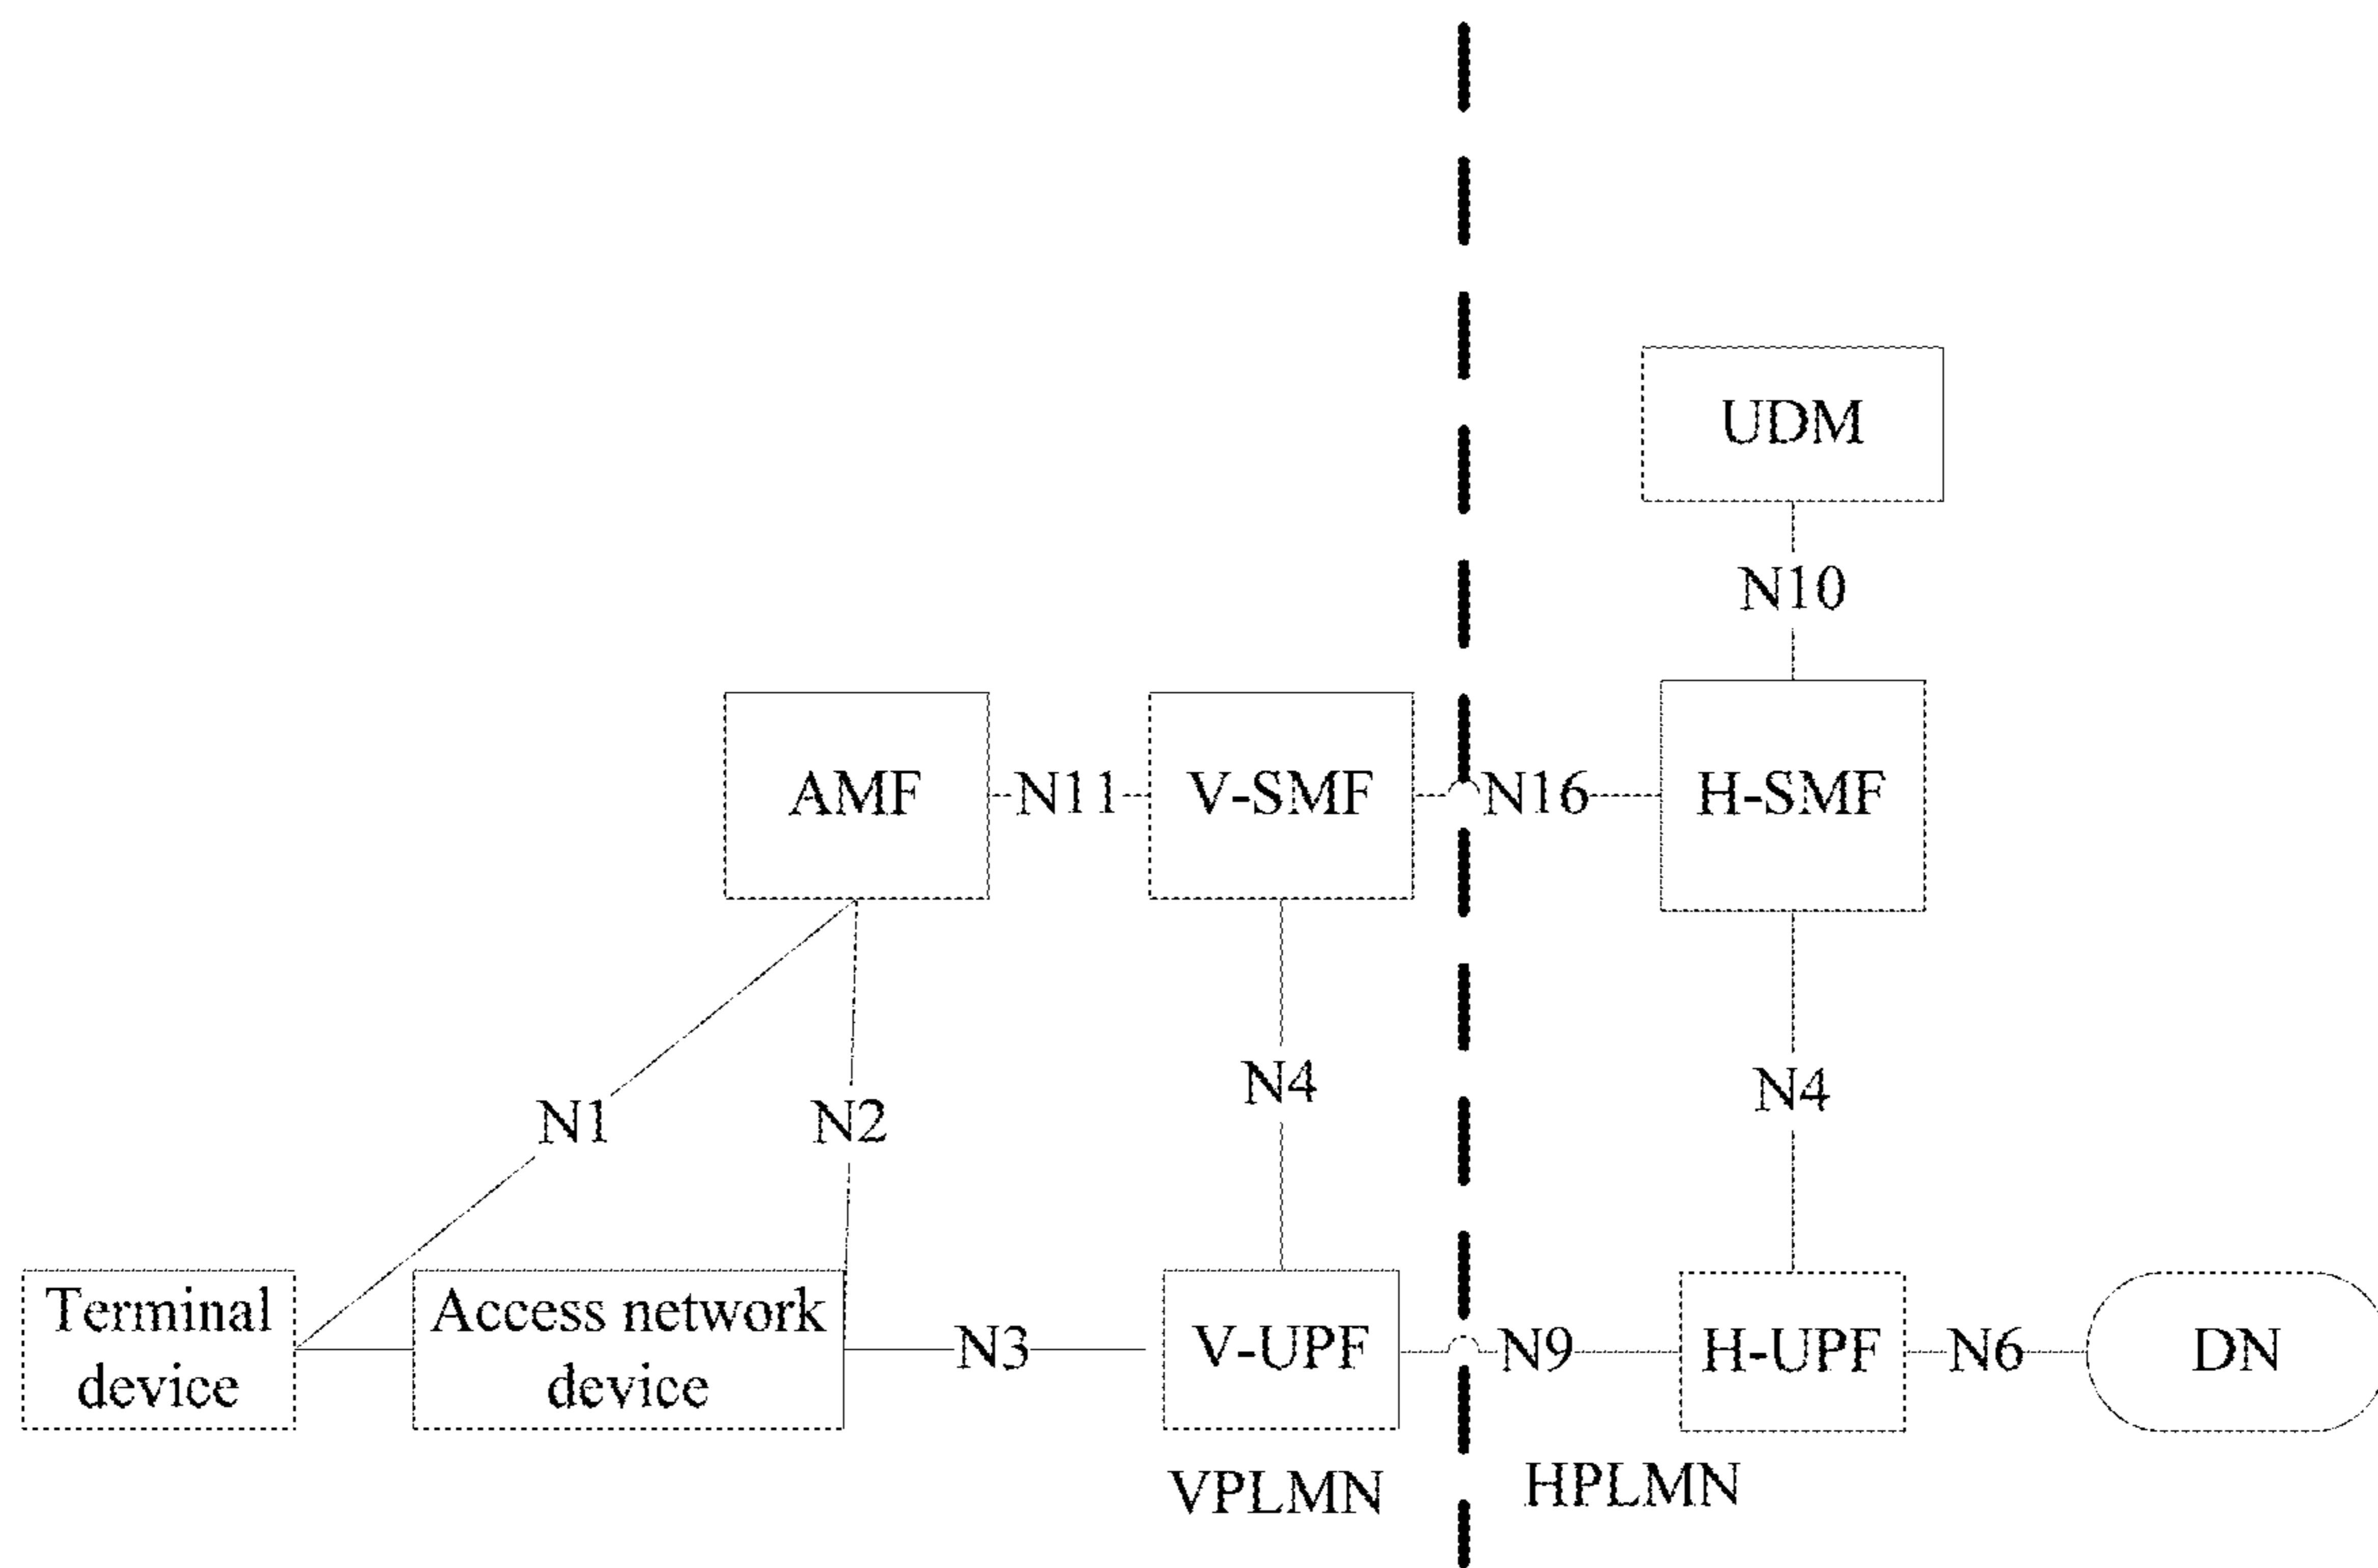 UDM
N10
AMF
N11
V-SMF
N16
H-SMF
N1
N2
N4
N4
Terminal
device
Access network
device
N3
V-UPF
N9
H-UPF
N6
DN
VPLMN
HPLMN